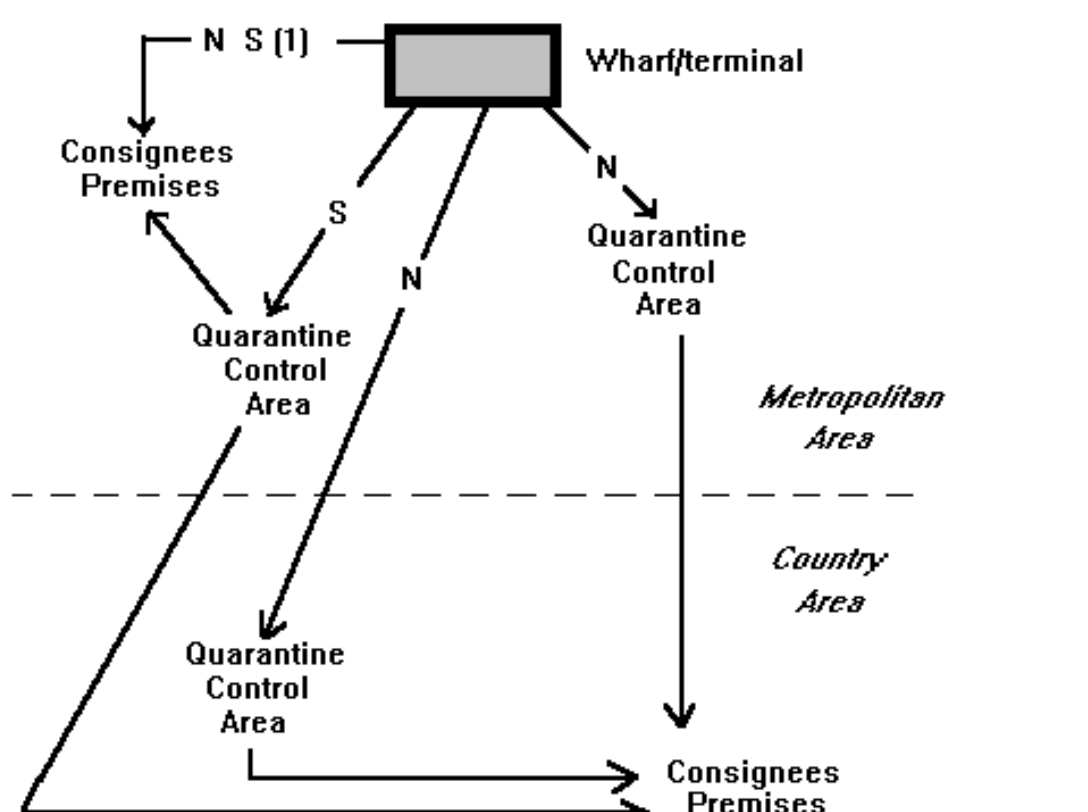 N S (1)
Wharf/terminal
Consignees
Premises
N
S
Quarantine
Control
Area
N
Quarantine
Control
Area
Metropolitan
Area
Country
Area
Quarantine
Control
Area
Consignees
Premises